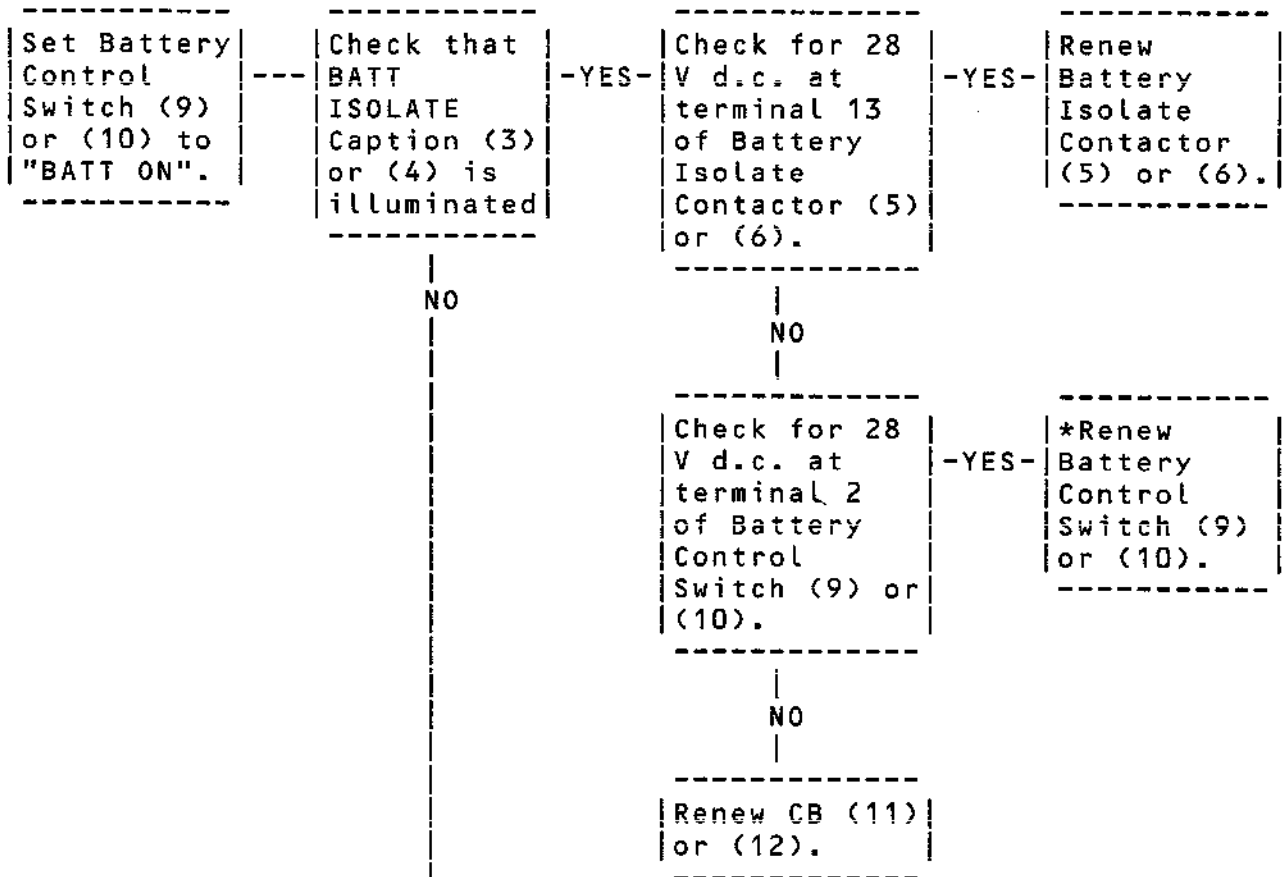 Set Battery
Control
Switch (9)
or (10) to
"BATT ON".
Check that
BATT
ISOLATE
Caption (3)
or (4) is
illuminated
-YES-
Check for 28
V d.c. at
terminal 13
of Battery
Isolate
Contactor (5)
or (6).
-YES-
Renew
Battery
Isolate
Contactor
(5) or (6).
NO
NO
Check for 28
V d.c. at
terminal 2
of Battery
Control
Switch (9) or
(10).
-YES-
*Renew
Battery
Control
Switch (9)
or (10).
NO
Renew CB (11)
or (12).